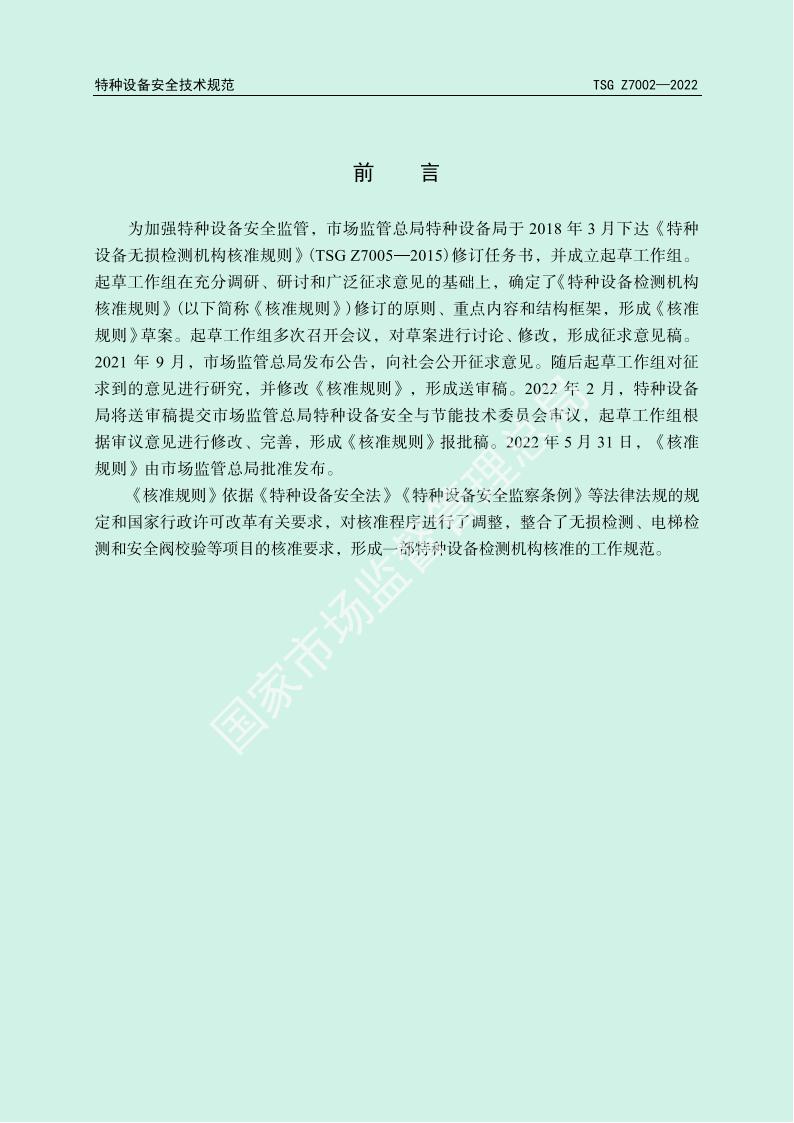 特种设备安全技术规范 TSG Z7002—2022
前 言
为加强特种设备安全监管，市场监管总局特种设备局于 2018 年 3 月下达《特种
设备无损检测机构核准规则》(TSG Z7005—2015)修订任务书，并成立起草工作组。
起草工作组在充分调研、研讨和广泛征求意见的基础上，确定了《特种设备检测机构
核准规则》(以下简称《核准规则》)修订的原则、重点内容和结构框架，形成《核准
规则》草案。起草工作组多次召开会议，对草案进行讨论、修改，形成征求意见稿。
2021 年 9 月，市场监管总局发布公告，向社会公开征求意见。随后起草工作组对征
求到的意见进行研究，并修改《核准规则》，形成送审稿。2022 年 2 月，特种设备
局将送审稿提交市场监管总局特种设备安全与节能技术委员会审议，起草工作组根
据审议意见进行修改、完善，形成《核准规则》报批稿。2022 年 5 月 31 日，《核准
规则》由市场监管总局批准发布。
《核准规则》依据《特种设备安全法》《特种设备安全监察条例》等法律法规的规
定和国家行政许可改革有关要求，对核准程序进行了调整，整合了无损检测、电梯检
测和安全阀校验等项目的核准要求，形成一部特种设备检测机构核准的工作规范。
国家市场监督管理总局